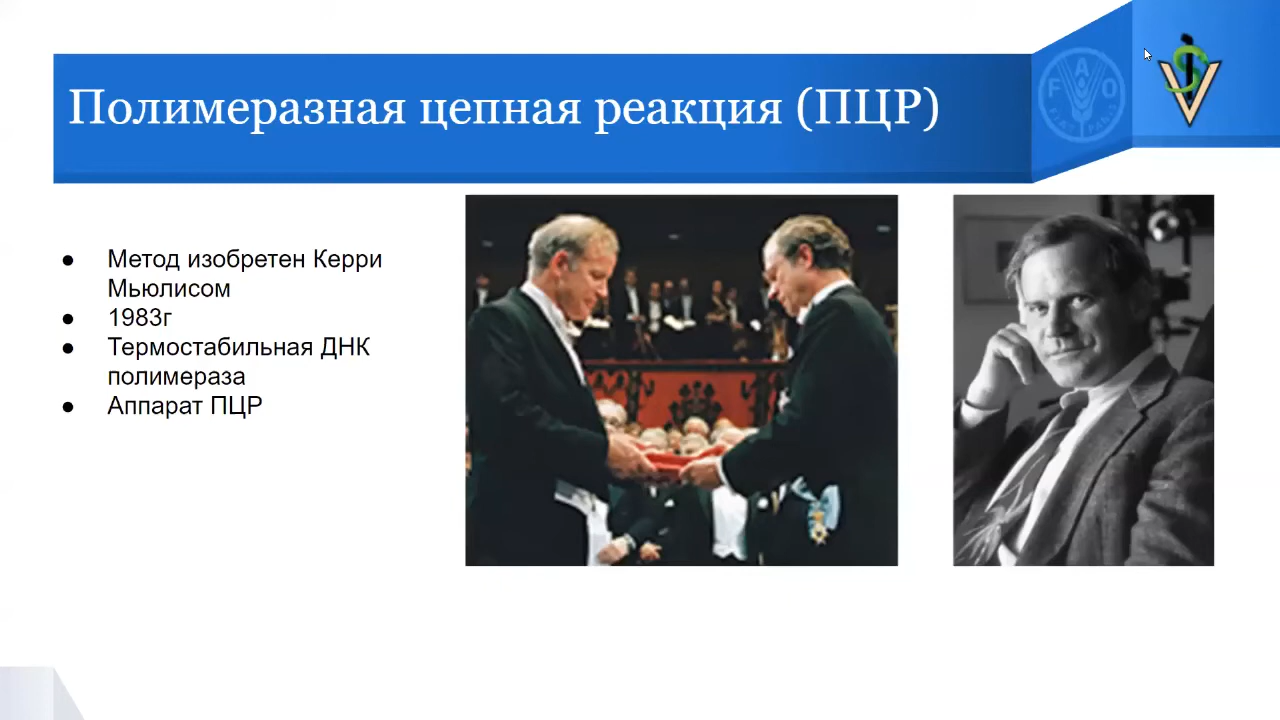 Полимеразная цепная реакция (ПЦР)
F A O
● Метод изобретен Керри
Мьюлисом
● 1983г
● Термостабильная ДНК
полимераза
● Аппарат ПЦР